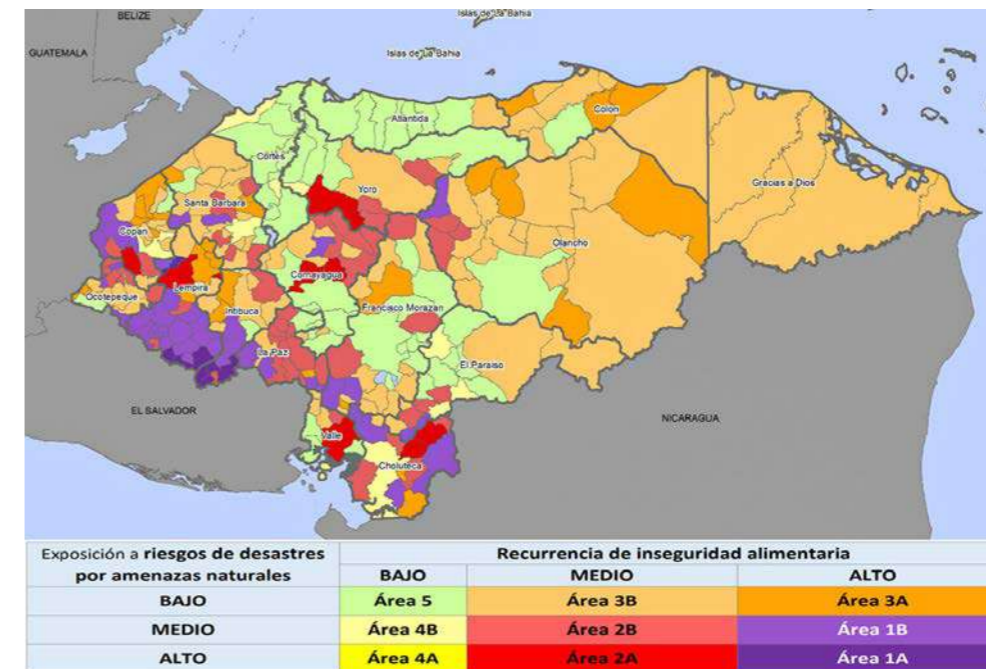 BELIZE
Islas de La Bahia
GUATEMALA
Islas de La Bahia
Colon
Atlantida
Cortes
Yoro
Gracias a Dios
Santa Barbara
Copan
Olancho
Comayagua
Lempira
Ocotepeque
Francisco Morazan
Intibuca
La Paz
El Paraiso
EL SALVADOR
NICARAGUA
Valle
Choluteca
Exposición a riesgos de desastres por amenazas naturales
Recurrencia de inseguridad alimentaria
BAJO MEDIO ALTO
BAJO Área 5 Área 3B Área 3A
MEDIO Área 4B Área 2B Área 1B
ALTO Área 4A Área 2A Área 1A